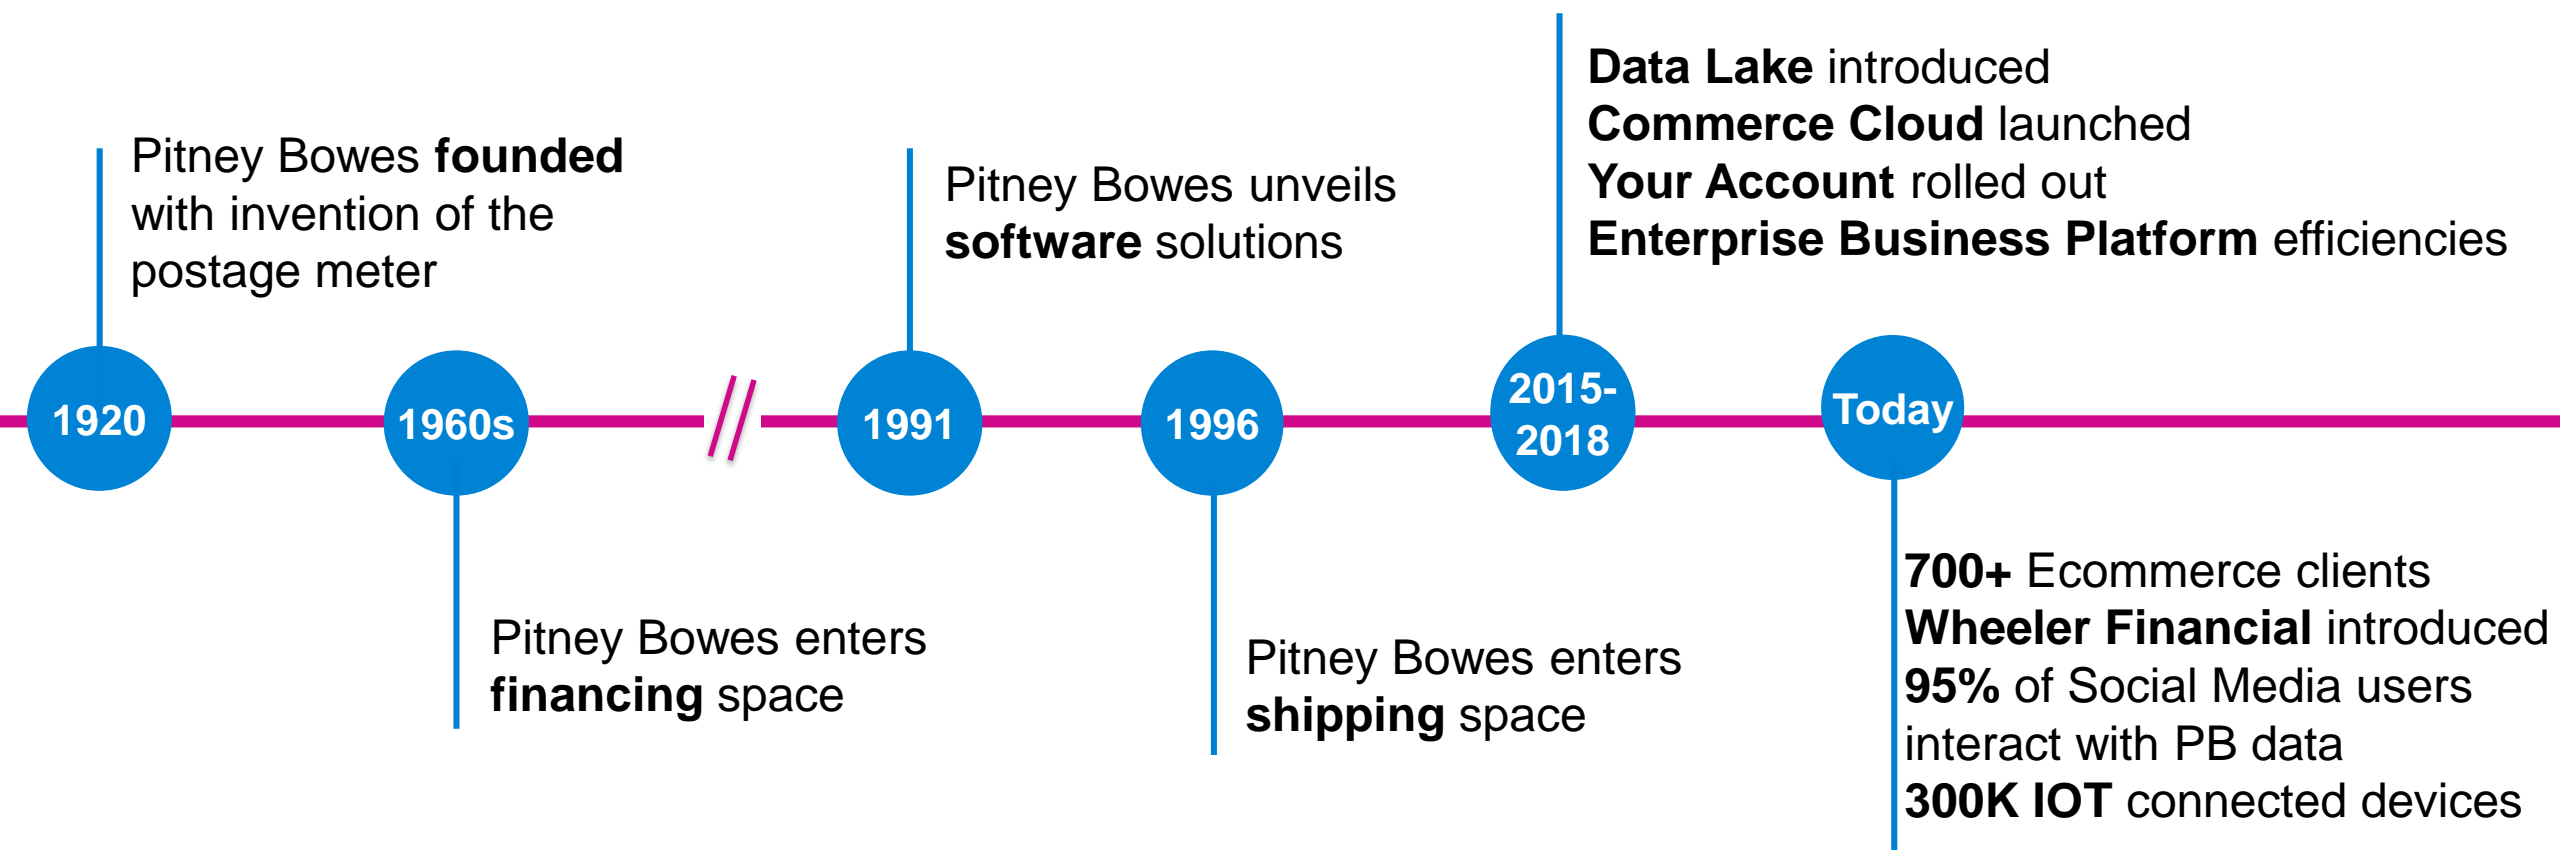 Pitney Bowes founded
with invention of the
postage meter
1920
1960s
Pitney Bowes enters
financing space
Pitney Bowes unveils
software solutions
1991
1996
Pitney Bowes enters
shipping space
Data Lake introduced
Commerce Cloud launched
Your Account rolled out
Enterprise Business Platform efficiencies
2015-
2018
Today
700+ Ecommerce clients
Wheeler Financial introduced
95% of Social Media users
interact with PB data
300K IOT connected devices